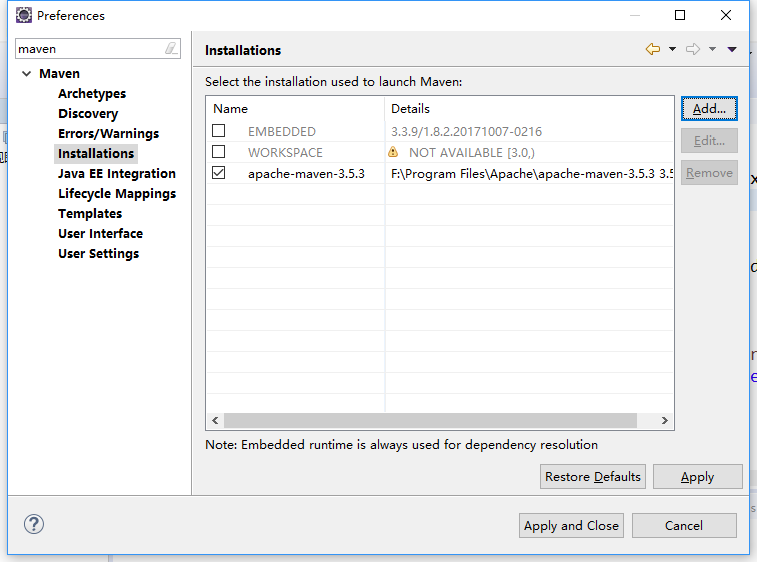 Preferences
maven
Installations
Maven
Archetypes
Discovery
Errors/Warnings
Installations
Java EE Integration
Lifecycle Mappings
Templates
User Interface
User Settings
Select the installation used to launch Maven:
Name Details
EMBEDDED 3.3.9/1.8.2.20171007-0216
WORKSPACE NOT AVAILABLE [3.0,)
apache-maven-3.5.3 F:\Program Files\Apache\apache-maven-3.5.3 3.5
Add...
Edit...
Remove
Note: Embedded runtime is always used for dependency resolution
Restore Defaults Apply
Apply and Close Cancel